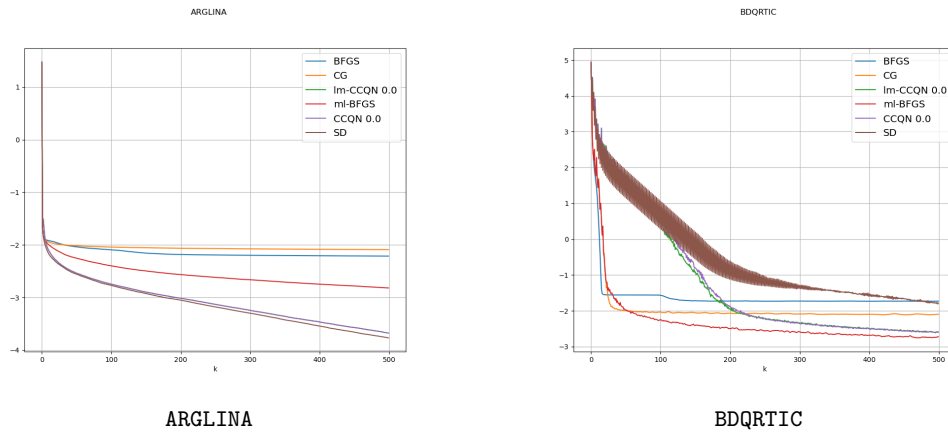 ARGLINA
1
0
−1
−2
−3
−4
0
100
200
300
400
500
k
BFGS
CG
lm-CCQN 0.0
ml-BFGS
CCQN 0.0
SD
ARGLINA
BDQRTIC
5
4
3
2
1
0
−1
−2
−3
0
100
200
300
400
500
k
BFGS
CG
lm-CCQN 0.0
ml-BFGS
CCQN 0.0
SD
BDQRTIC